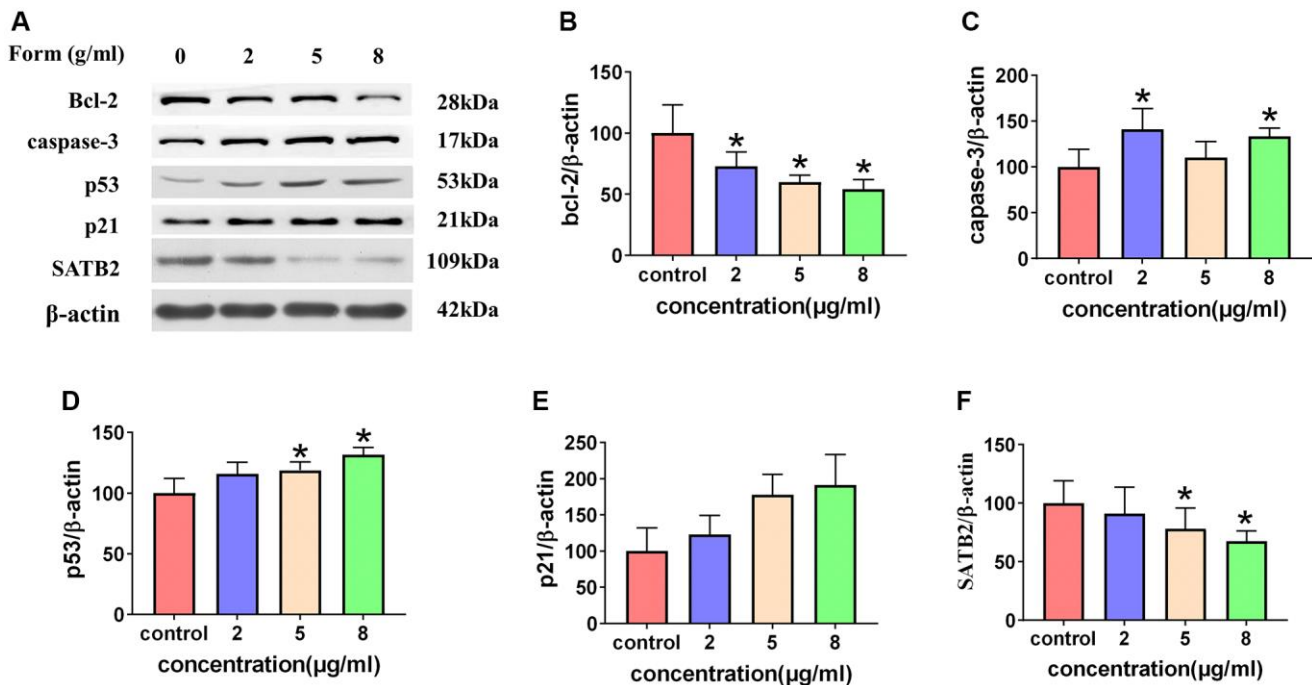 A
Form (g/ml) 0 2 5 8
Bcl-2 28kDa
caspase-3 17kDa
p53 53kDa
p21 21kDa
SATB2 109kDa
β-actin 42kDa
B
bcl-2/β-actin
150
100
50
0
* * *
control 2 5 8
concentration(μg/ml)
C
capase-3/β-actin
200
150
100
50
0
* *
control 2 5 8
concentration(μg/ml)
D
p53/β-actin
150
100
50
0
* *
control 2 5 8
concentration(μg/ml)
E
p21/β-actin
250
200
150
100
50
0
control 2 5 8
concentration(μg/ml)
F
SATB2/β-actin
150
100
50
0
* *
control 2 5 8
concentration(μg/ml)